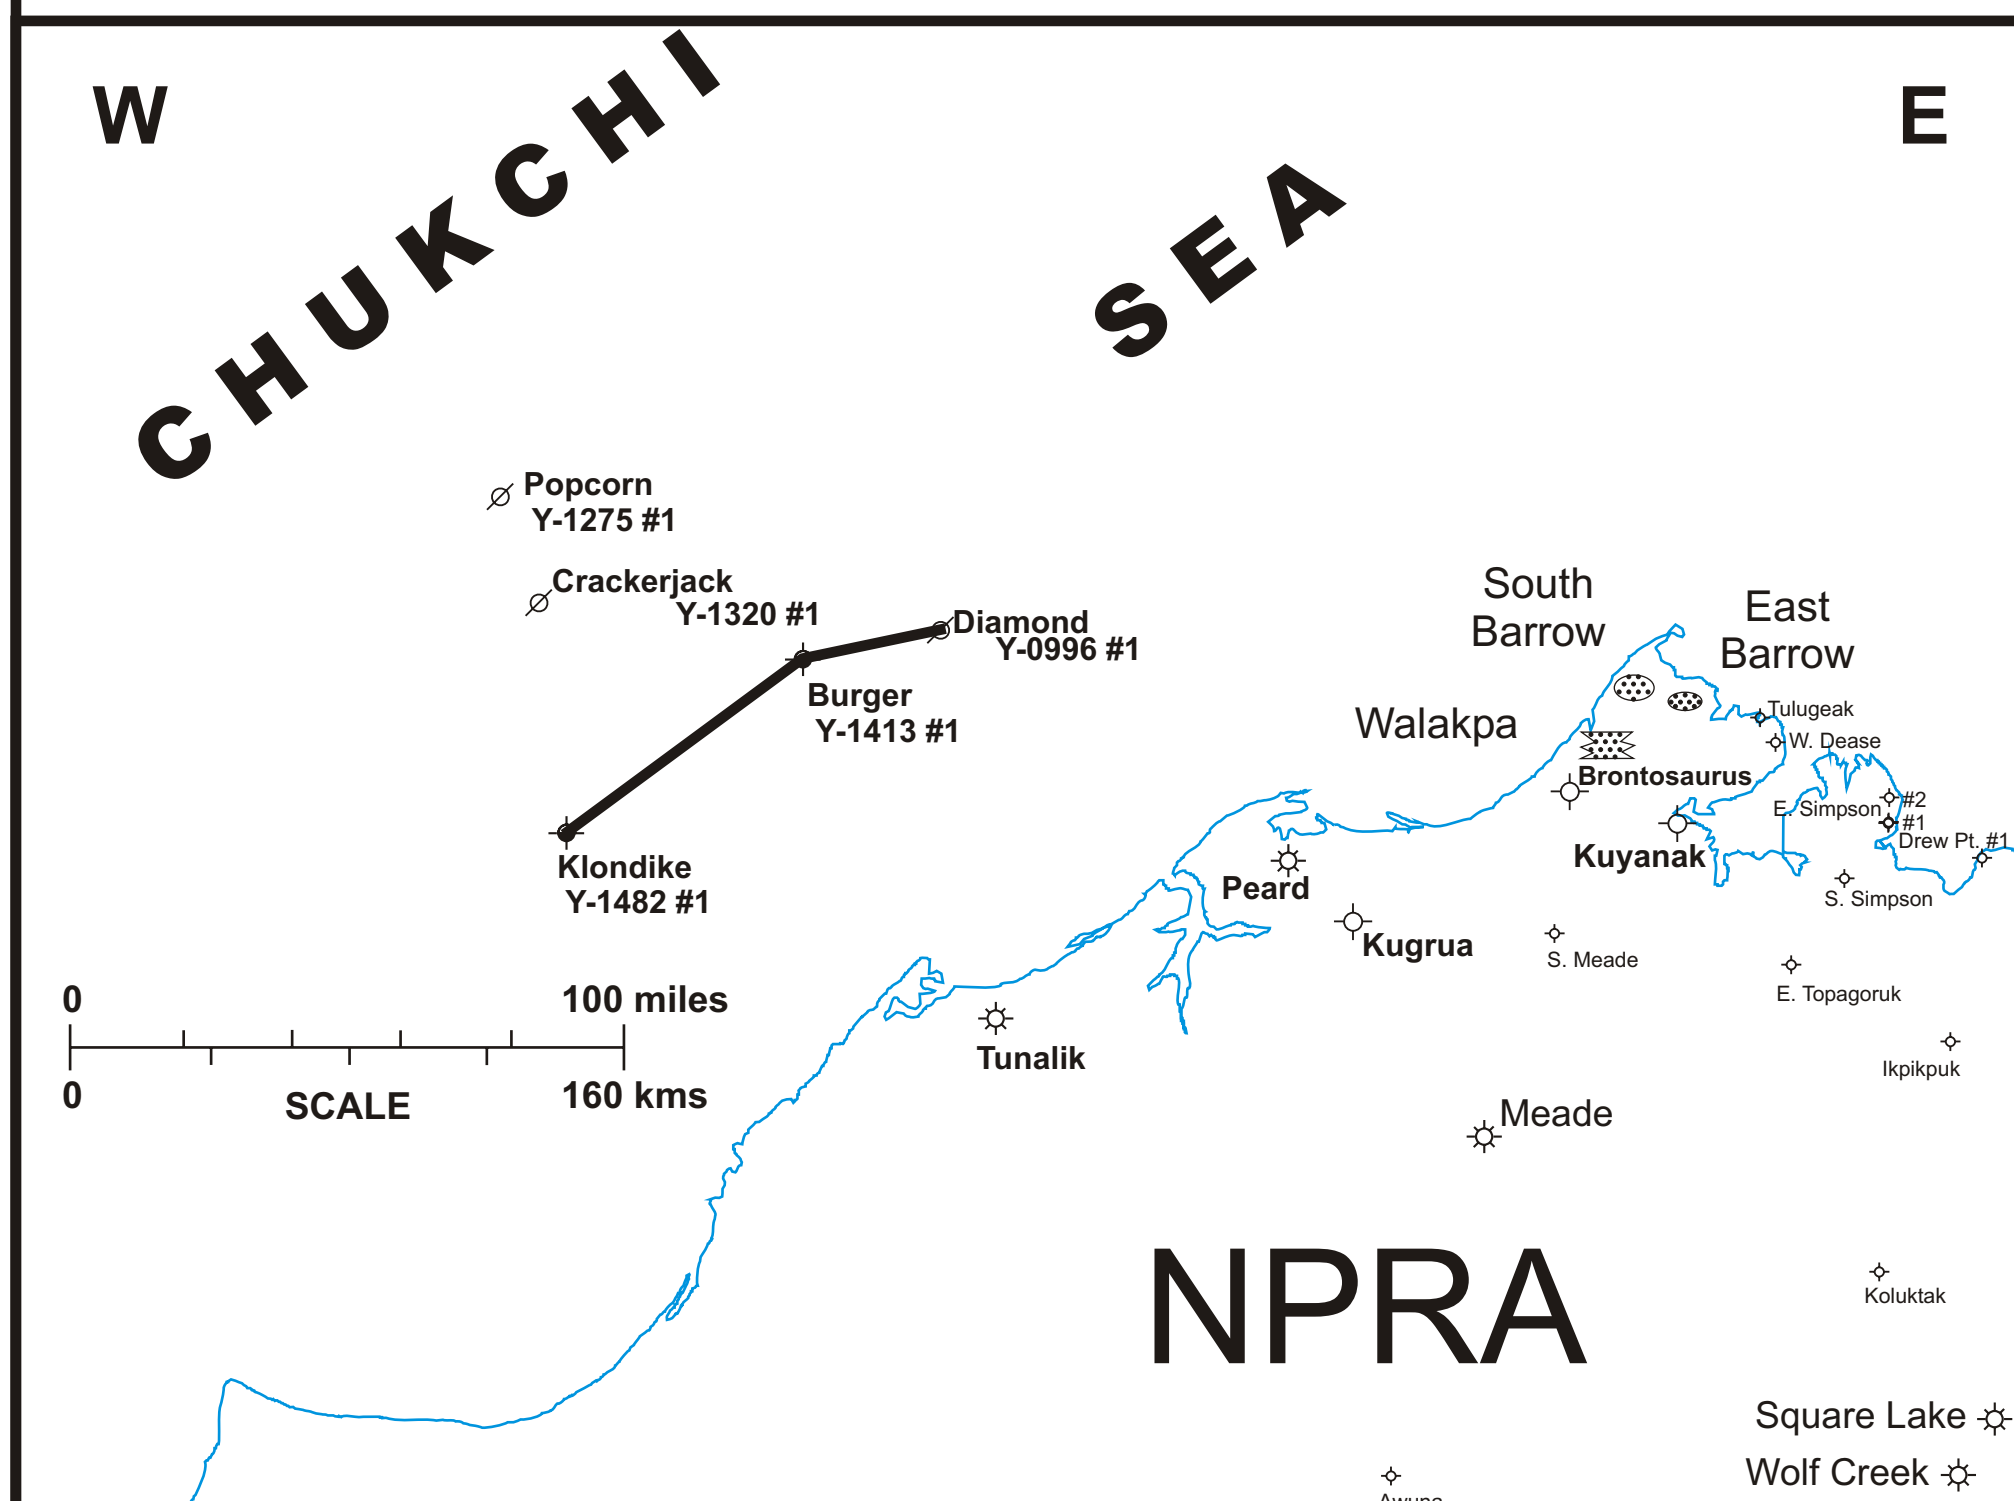 W
E
CHUKCHI
SEA
Popcorn
Y-1275 #1
Crackerjack
Y-1320 #1
Diamond
Y-0996 #1
Burger
Y-1413 #1
Klondike
Y-1482 #1
South
Barrow
East
Barrow
Walakpa
Tulugeak
W. Dease
Brontosaurus
#2
E. Simpson
#1
Drew Pt. #1
Kuyanak
Peard
S. Simpson
Kugrua
S. Meade
E. Topagoruk
0
100 miles
Tunalik
Ikpikpuk
0
SCALE
160 kms
Meade
NPRA
Koluktak
Square Lake
Wolf Creek